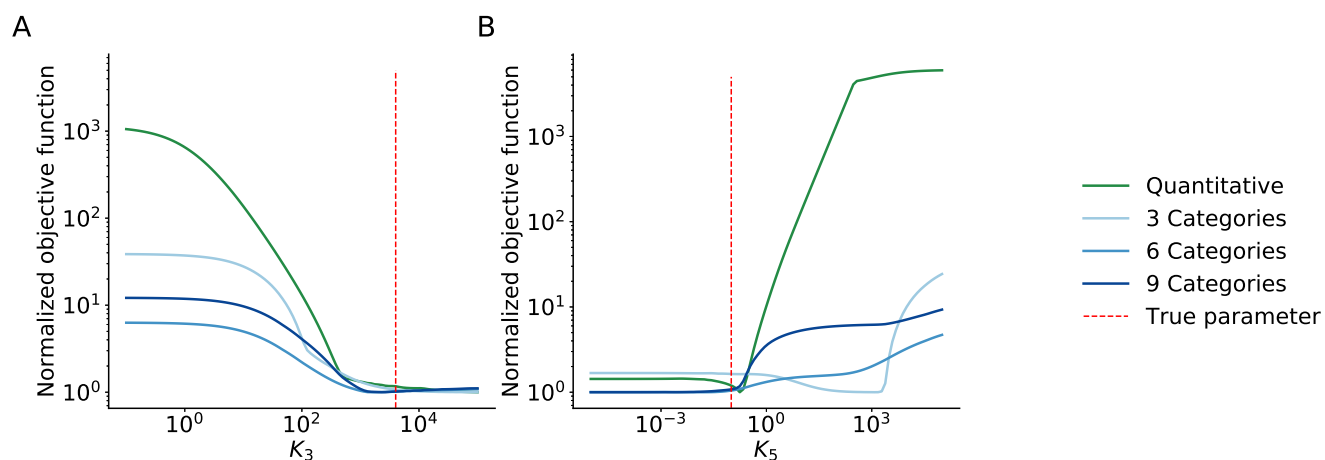 A
B
Normalized objective function
10^3
10^2
10^1
10^0
10^0
10^2
10^4
K_3
Normalized objective function
10^3
10^2
10^1
10^0
10^−3
10^0
10^3
K_5
Quantitative
3 Categories
6 Categories
9 Categories
True parameter